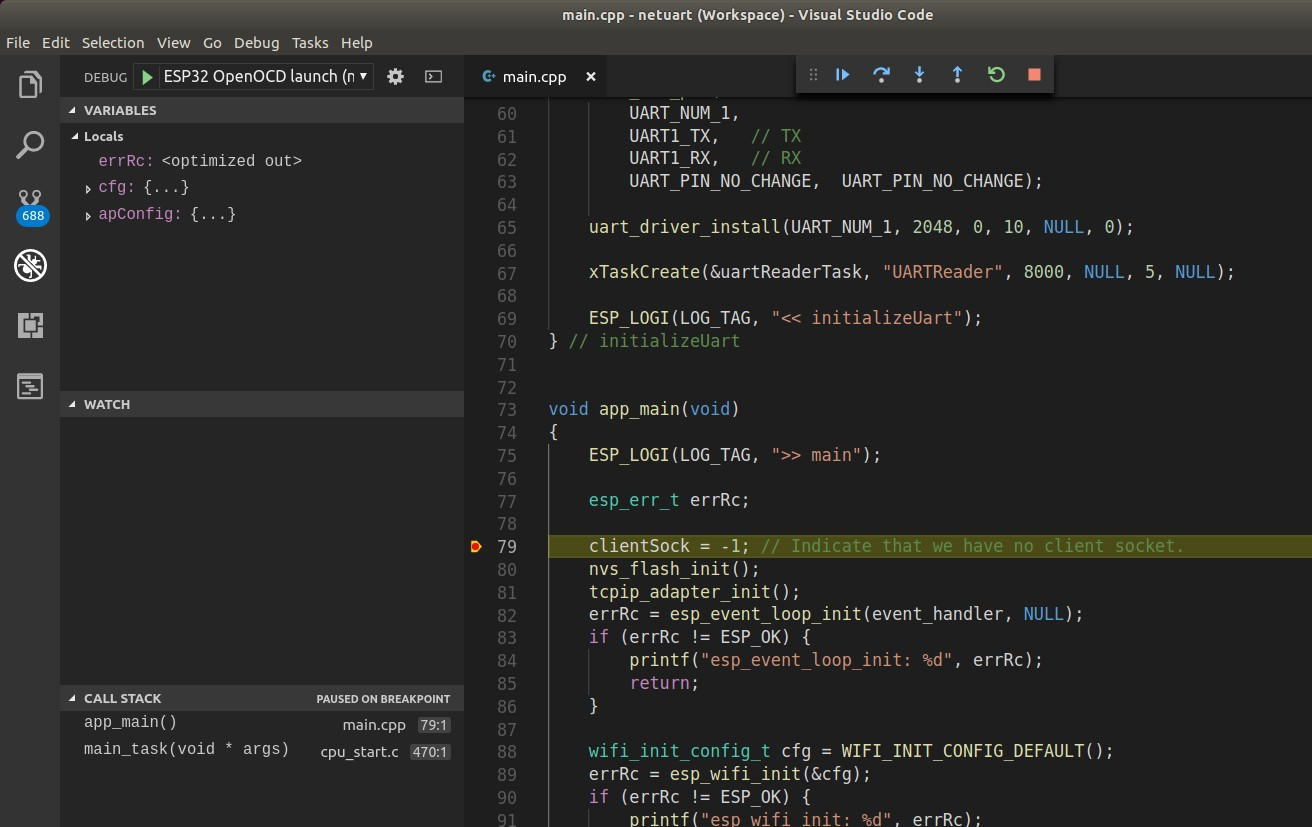 main.cpp - netuart (Workspace) - Visual Studio Code
File Edit Selection View Go Debug Tasks Help
DEBUG ESP32 OpenOCD launch (n
main.cpp
VARIABLES
Locals
errRc: <optimized out>
cfg: {...}
apConfig: {...}
688
WATCH
CALL STACK PAUSED ON BREAKPOINT
app_main() main.cpp 79:1
main_task(void * args) cpu_start.c 470:1
60 UART_NUM_1,
61 UART1_TX, // TX
62 UART1_RX, // RX
63 UART_PIN_NO_CHANGE, UART_PIN_NO_CHANGE);
64
65 uart_driver_install(UART_NUM_1, 2048, 0, 10, NULL, 0);
66
67 xTaskCreate(&uartReaderTask, "UARTReader", 8000, NULL, 5, NULL);
68
69 ESP_LOGI(LOG_TAG, "<< initializeUart");
70 } // initializeUart
71
72
73 void app_main(void)
74 {
75 ESP_LOGI(LOG_TAG, ">> main");
76
77 esp_err_t errRc;
78
79 clientSock = -1; // Indicate that we have no client socket.
80 nvs_flash_init();
81 tcpip_adapter_init();
82 errRc = esp_event_loop_init(event_handler, NULL);
83 if (errRc != ESP_OK) {
84 printf("esp_event_loop_init: %d", errRc);
85 return;
86 }
87
88 wifi_init_config_t cfg = WIFI_INIT_CONFIG_DEFAULT();
89 errRc = esp_wifi_init(&cfg);
90 if (errRc != ESP_OK) {
91 printf("esp_wifi_init: %d", errRc);